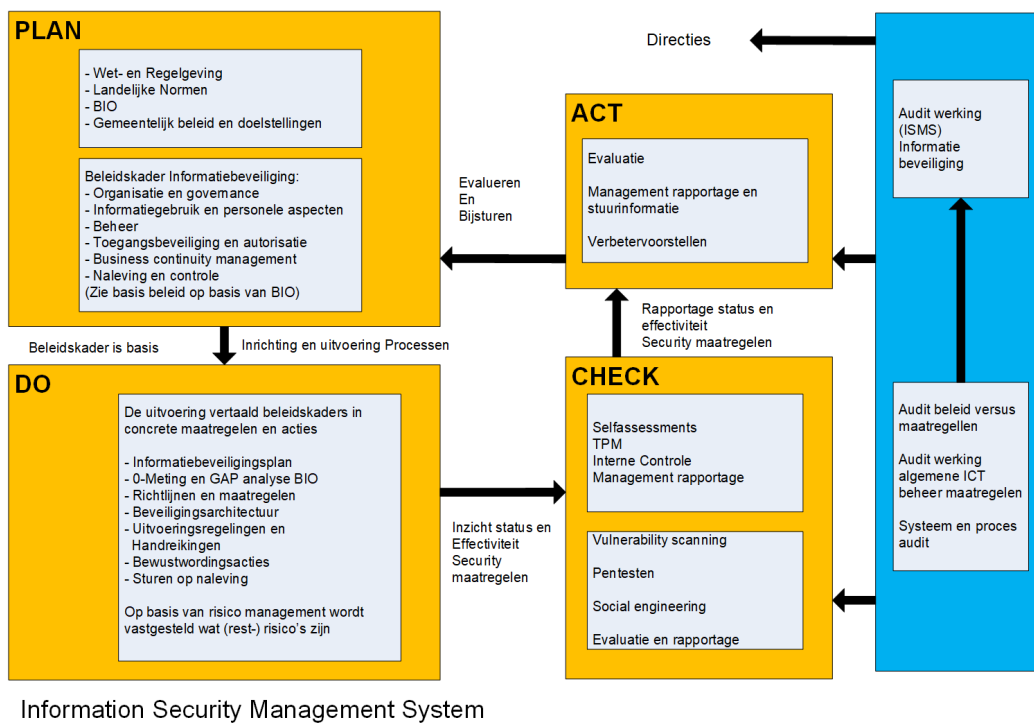 PLAN
- Wet- en Regelgeving
- Landelijke Normen
- BIO
- Gemeentelijk beleid en doelstellingen
Beleidskader Informatiebeveiliging:
- Organisatie en governance
- Informatiegebruik en personele aspecten
- Beheer
- Toegangsbeveiliging en autorisatie
- Business continuity management
- Naleving en controle
(Zie basis beleid op basis van BIO)
Beleidskader is basis
Inrichting en uitvoering Processen
DO
De uitvoering vertaald beleidskaders in
concrete maatregelen en acties
- Informatiebeveiligingsplan
- 0-Meting en GAP analyse BIO
- Richtlijnen en maatregelen
- Beveiligingsarchitectuur
- Uitvoeringsregelingen en
Handreikingen
- Bewustwordingsacties
- Sturen op naleving
Op basis van risico management wordt
vastgesteld wat (rest-) risico's zijn
Inzicht status en
Effectiviteit
Security
maatregelen
CHECK
Selfassessments
TPM
Interne Controle
Management rapportage
Vulnerability scanning
Pentesten
Social engineering
Evaluatie en rapportage
Rapportage status en
effectiviteit
Security maatregelen
ACT
Evaluatie
Management rapportage en
stuurinformatie
Verbetervoorstellen
Evalueren
En
Bijsturen
Directies
Audit werking
(ISMS)
Informatie
beveiliging
Audit beleid versus
maatregellen
Audit werking
algemene ICT
beheer maatregelen
Systeem en proces
audit
Information Security Management System